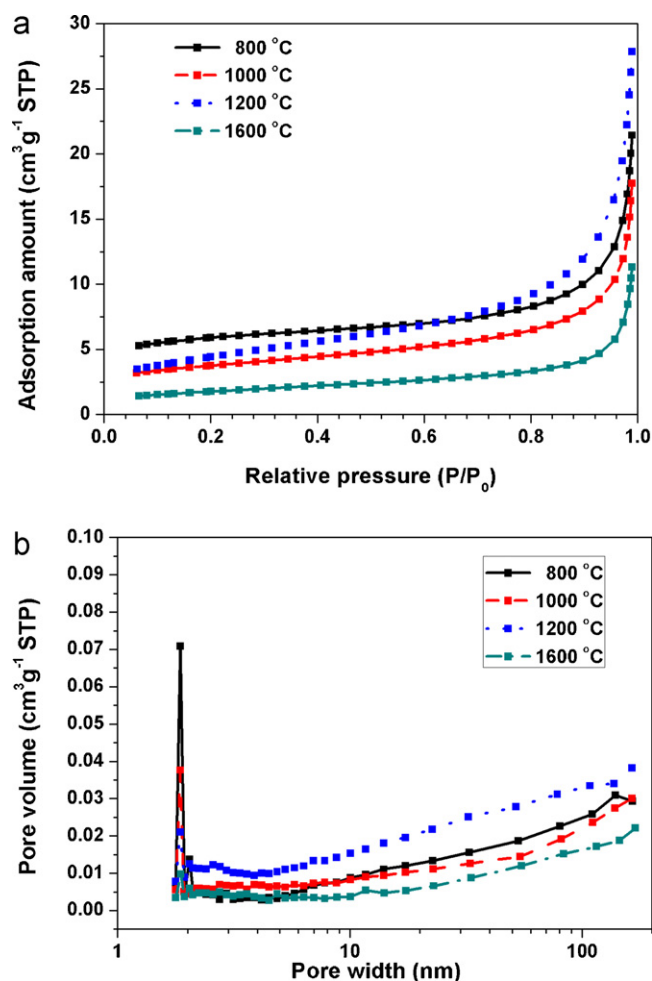 a
30
25
20
15
10
5
0
Adsorption amount (cm³g⁻¹ STP)
800 °C
1000 °C
1200 °C
1600 °C
0.0 0.2 0.4 0.6 0.8 1.0
Relative pressure (P/P₀)
b
0.10
0.09
0.08
0.07
0.06
0.05
0.04
0.03
0.02
0.01
0.00
Pore volume (cm³g⁻¹ STP)
800 °C
1000 °C
1200 °C
1600 °C
1 10 100
Pore width (nm)